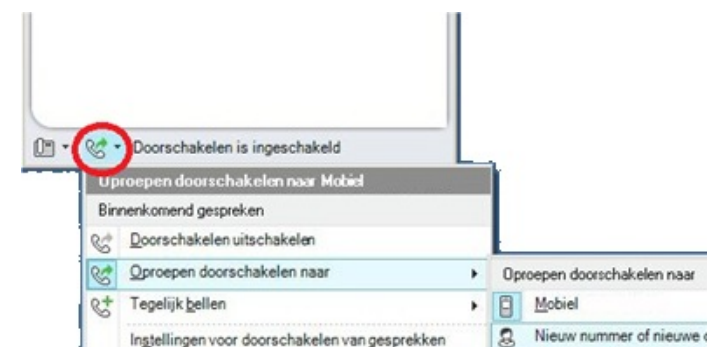 Doorschakelen is ingeschakeld
Oproepen doorschakelen naar Mobiel
Binnenkomend gespreken
Doorschakelen uitschakelen
Oproepen doorschakelen naar
Oproepen doorschakelen naar
Mobiel
Tegelijk bellen
Nieuw nummer of nieuwe
Instellingen voor doorschakelen van gesprekken